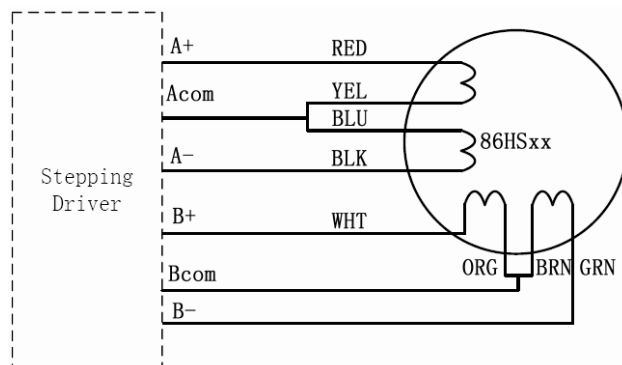 A+ RED
Acom YEL
BLU
86HSxx
A- BLK
Stepping
Driver
B+ WHT
ORG BRN GRN
Bcom
B-